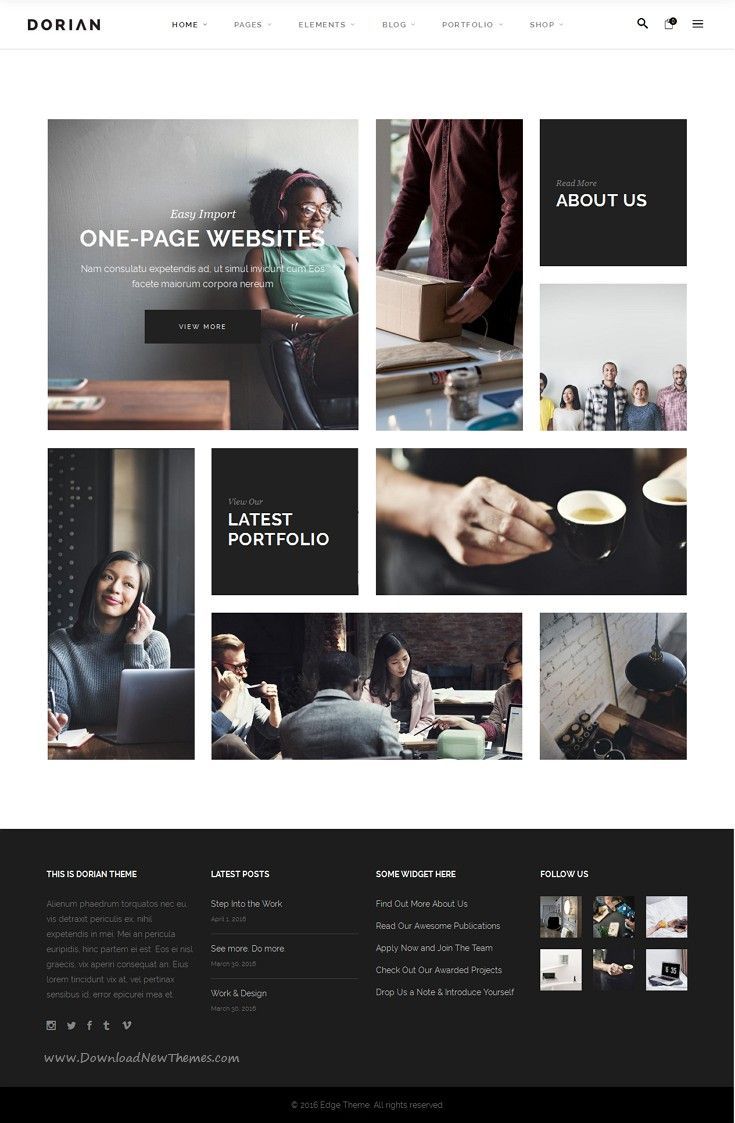 DORIAN
HOME
PAGES
ELEMENTS
BLOG
PORTFOLIO
SHOP
0
Easy Import
ONE-PAGE WEBSITES
Nam consulatu expetendis ad, ut simul invidunt cum Eos
facete maiorum corpora nereum
VIEW MORE
Read More
ABOUT US
View Our
LATEST
PORTFOLIO
THIS IS DORIAN THEME
Alienum phaedrum torquatos nec eu,
vis detraxit periculis ex, nihil
expetendis in mei. Mei an pericula
euripidis, hinc partem ei est. Eos ei nisl
graecis, vix aperiri consequat an. Eius
lorem tincidunt vix at, vel pertinax
sensibus id, error epicurei mea et.
LATEST POSTS
Step Into the Work
April 1, 2016
See more. Do more.
March 30, 2016
Work & Design
March 30, 2016
SOME WIDGET HERE
Find Out More About Us
Read Our Awesome Publications
Apply Now and Join The Team
Check Out Our Awarded Projects
Drop Us a Note & Introduce Yourself
FOLLOW US
6:35
www.DownloadNewThemes.com
© 2016 Edge Theme. All rights reserved